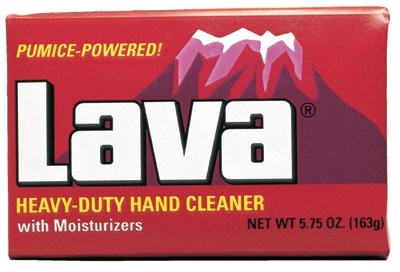 PUMICE-POWERED!
Lava®
HEAVY-DUTY HAND CLEANER
with Moisturizers NET WT 5.75 OZ. (163g)